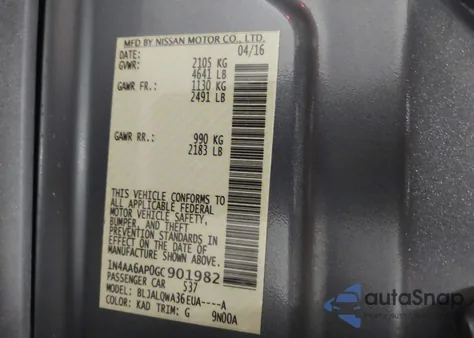 MFD BY NISSAN MOTOR CO., LTD.
DATE: 04/16
GVWR: 2105 KG
4641 LB
GAWR FR.: 1130 KG
2491 LB
GAWR RR.: 990 KG
2183 LB
THIS VEHICLE CONFORMS TO
ALL APPLICABLE FEDERAL
MOTOR VEHICLE SAFETY,
BUMPER, AND THEFT
PREVENTION STANDARDS
IN EFFECT ON THE DATE OF
MANUFACTURE SHOWN ABOVE.
1N4AA6AP0GC901982
PASSENGER CAR 537
MODEL: BLJALQWA36EUA----A
COLOR: KAD TRIM: G 9N00A
autoSnap